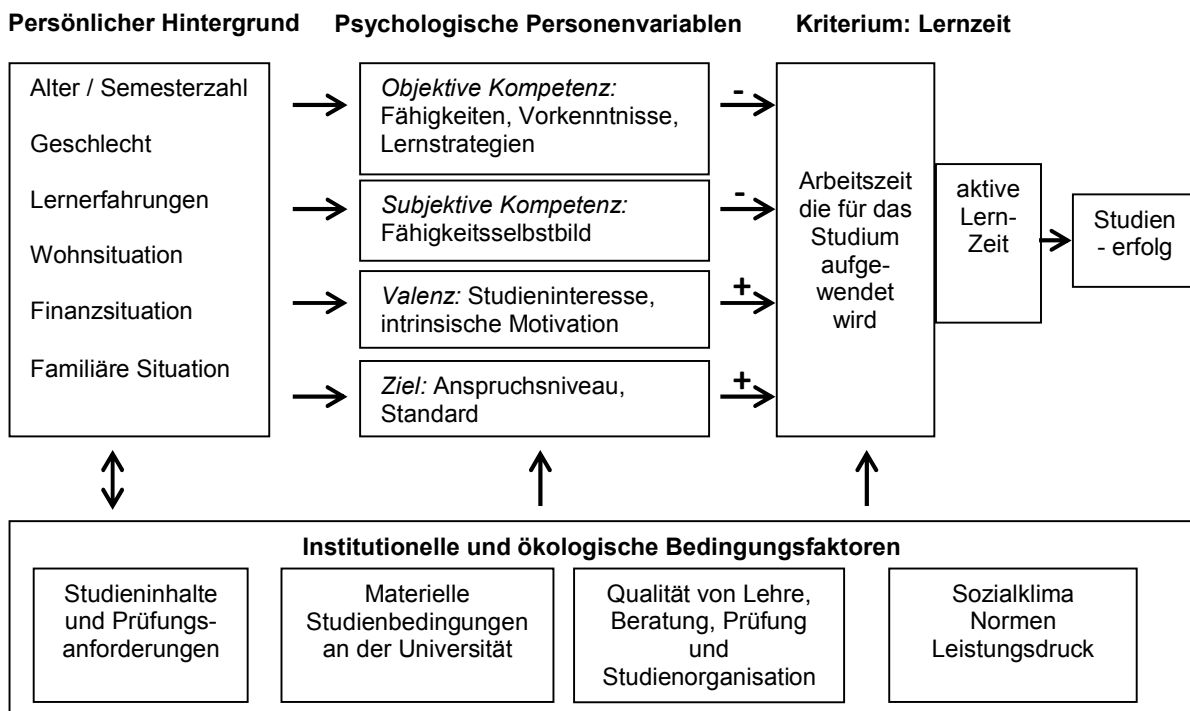 Persönlicher Hintergrund
Psychologische Personenvariablen
Kriterium: Lernzeit
Alter / Semesterzahl
Geschlecht
Lernerfahrungen
Wohnsituation
Finanzsituation
Familiäre Situation
Objektive Kompetenz:
Fähigkeiten, Vorkenntnisse,
Lernstrategien
-
Subjektive Kompetenz:
Fähigkeitsselbstbild
-
Valenz: Studieninteresse,
intrinsische Motivation
+
Ziel: Anspruchsniveau,
Standard
+
Arbeitszeit
die für das
Studium
aufge-
wendet
wird
aktive
Lern-
Zeit
Studien
- erfolg
Institutionelle und ökologische Bedingungsfaktoren
Studieninhalte
und Prüfungs-
anforderungen
Materielle
Studienbedingungen
an der Universität
Qualität von Lehre,
Beratung, Prüfung
und
Studienorganisation
Sozialklima
Normen
Leistungsdruck